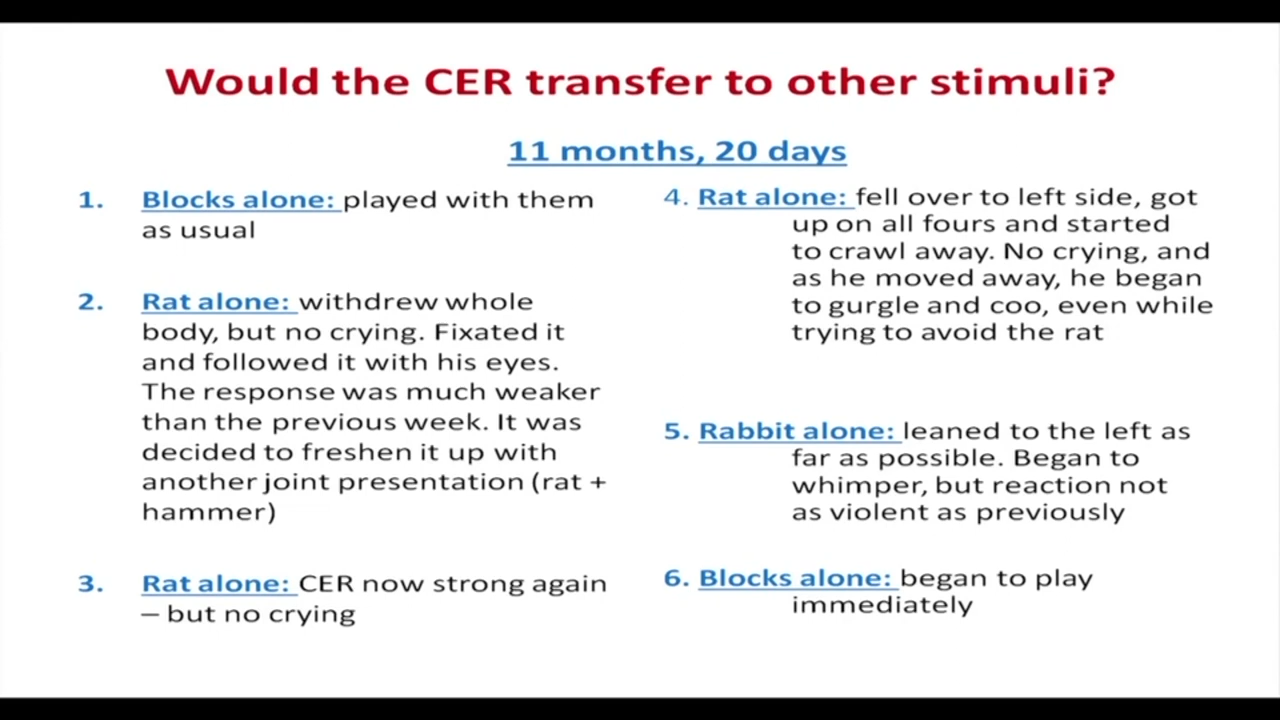 Would the CER transfer to other stimuli?
11 months, 20 days
1. Blocks alone: played with them
as usual
2. Rat alone: withdrew whole
body, but no crying. Fixated it
and followed it with his eyes.
The response was much weaker
than the previous week. It was
decided to freshen it up with
another joint presentation (rat +
hammer)
3. Rat alone: CER now strong again
– but no crying
4. Rat alone: fell over to left side, got
up on all fours and started
to crawl away. No crying, and
as he moved away, he began
to gurgle and coo, even while
trying to avoid the rat
5. Rabbit alone: leaned to the left as
far as possible. Began to
whimper, but reaction not
as violent as previously
6. Blocks alone: began to play
immediately